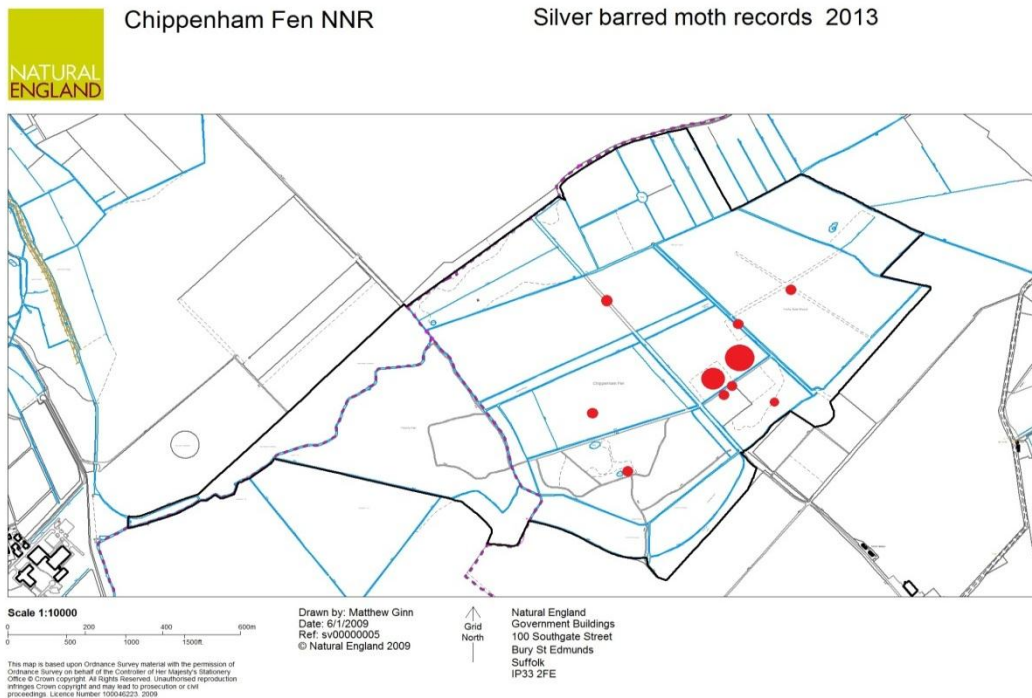 NATURAL
ENGLAND
Chippenham Fen NNR
Silver barred moth records 2013
Chippenham Fen
Scale 1:10000
0 200 400 600m
0 500 1000 1500ft
This map is based upon Ordnance Survey material with the permission of
Ordnance Survey on behalf of the Controller of Her Majesty's Stationery
Office © Crown copyright. All Rights Reserved. Unauthorised reproduction
infringes Crown copyright and may lead to prosecution or civil
proceedings. Licence Number 100046223. 2009
Drawn by: Matthew Ginn
Date: 6/1/2009
Ref: sv00000005
© Natural England 2009
Grid
North
Natural England
Government Buildings
100 Southgate Street
Bury St Edmunds
Suffolk
IP33 2FE